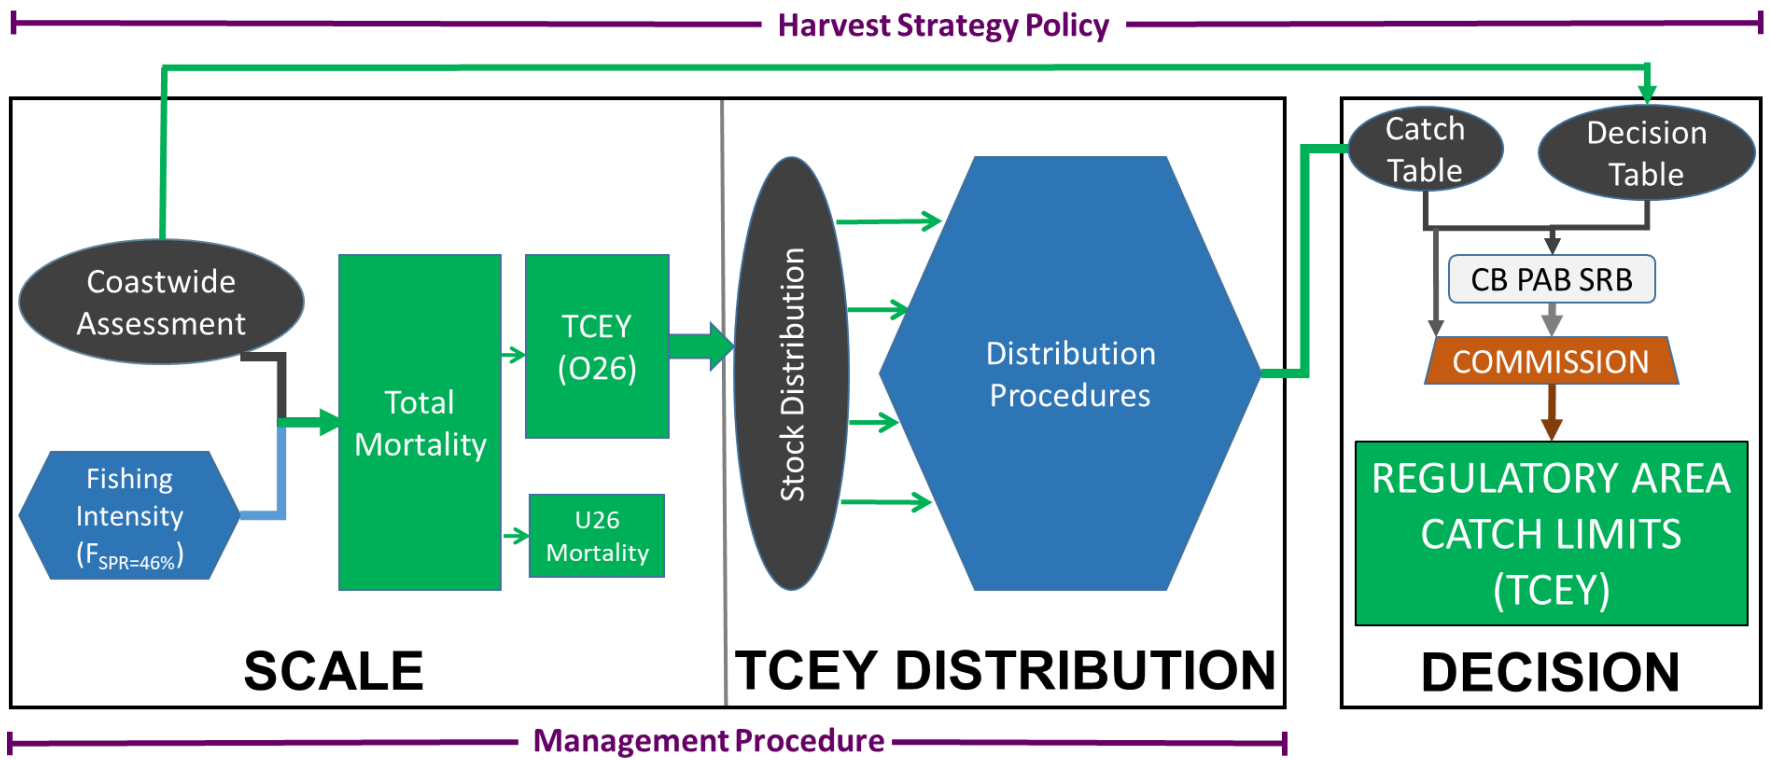 Harvest Strategy Policy
Coastwide
Assessment
Fishing
Intensity
(FSPR=46%)
Total
Mortality
TCEY
(O26)
U26
Mortality
SCALE
Stock Distribution
Distribution
Procedures
TCEY DISTRIBUTION
Catch
Table
Decision
Table
CB PAB SRB
COMMISSION
REGULATORY AREA
CATCH LIMITS
(TCEY)
DECISION
Management Procedure